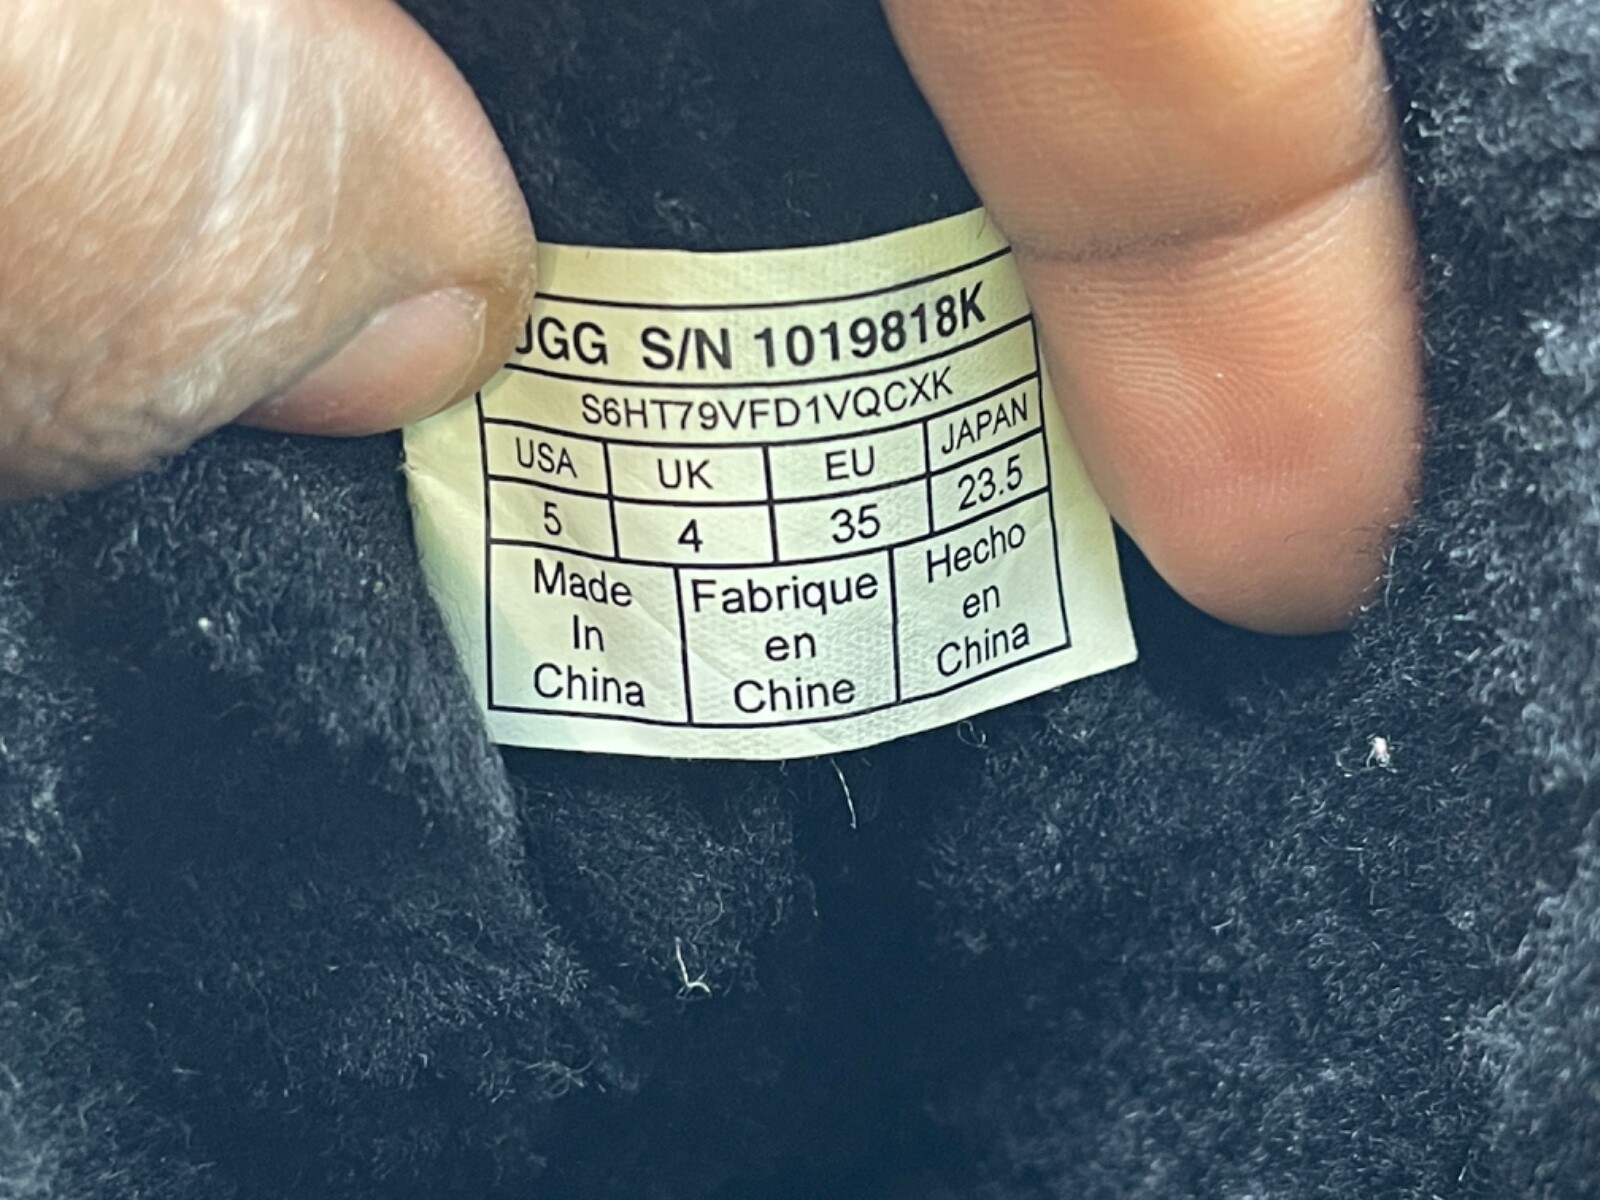 UGG S/N 1019818K
S6HT79VFD1VQCXK
USA UK EU JAPAN
5 4 35 23.5
Made
In
China
Fabrique
en
Chine
Hecho
en
China